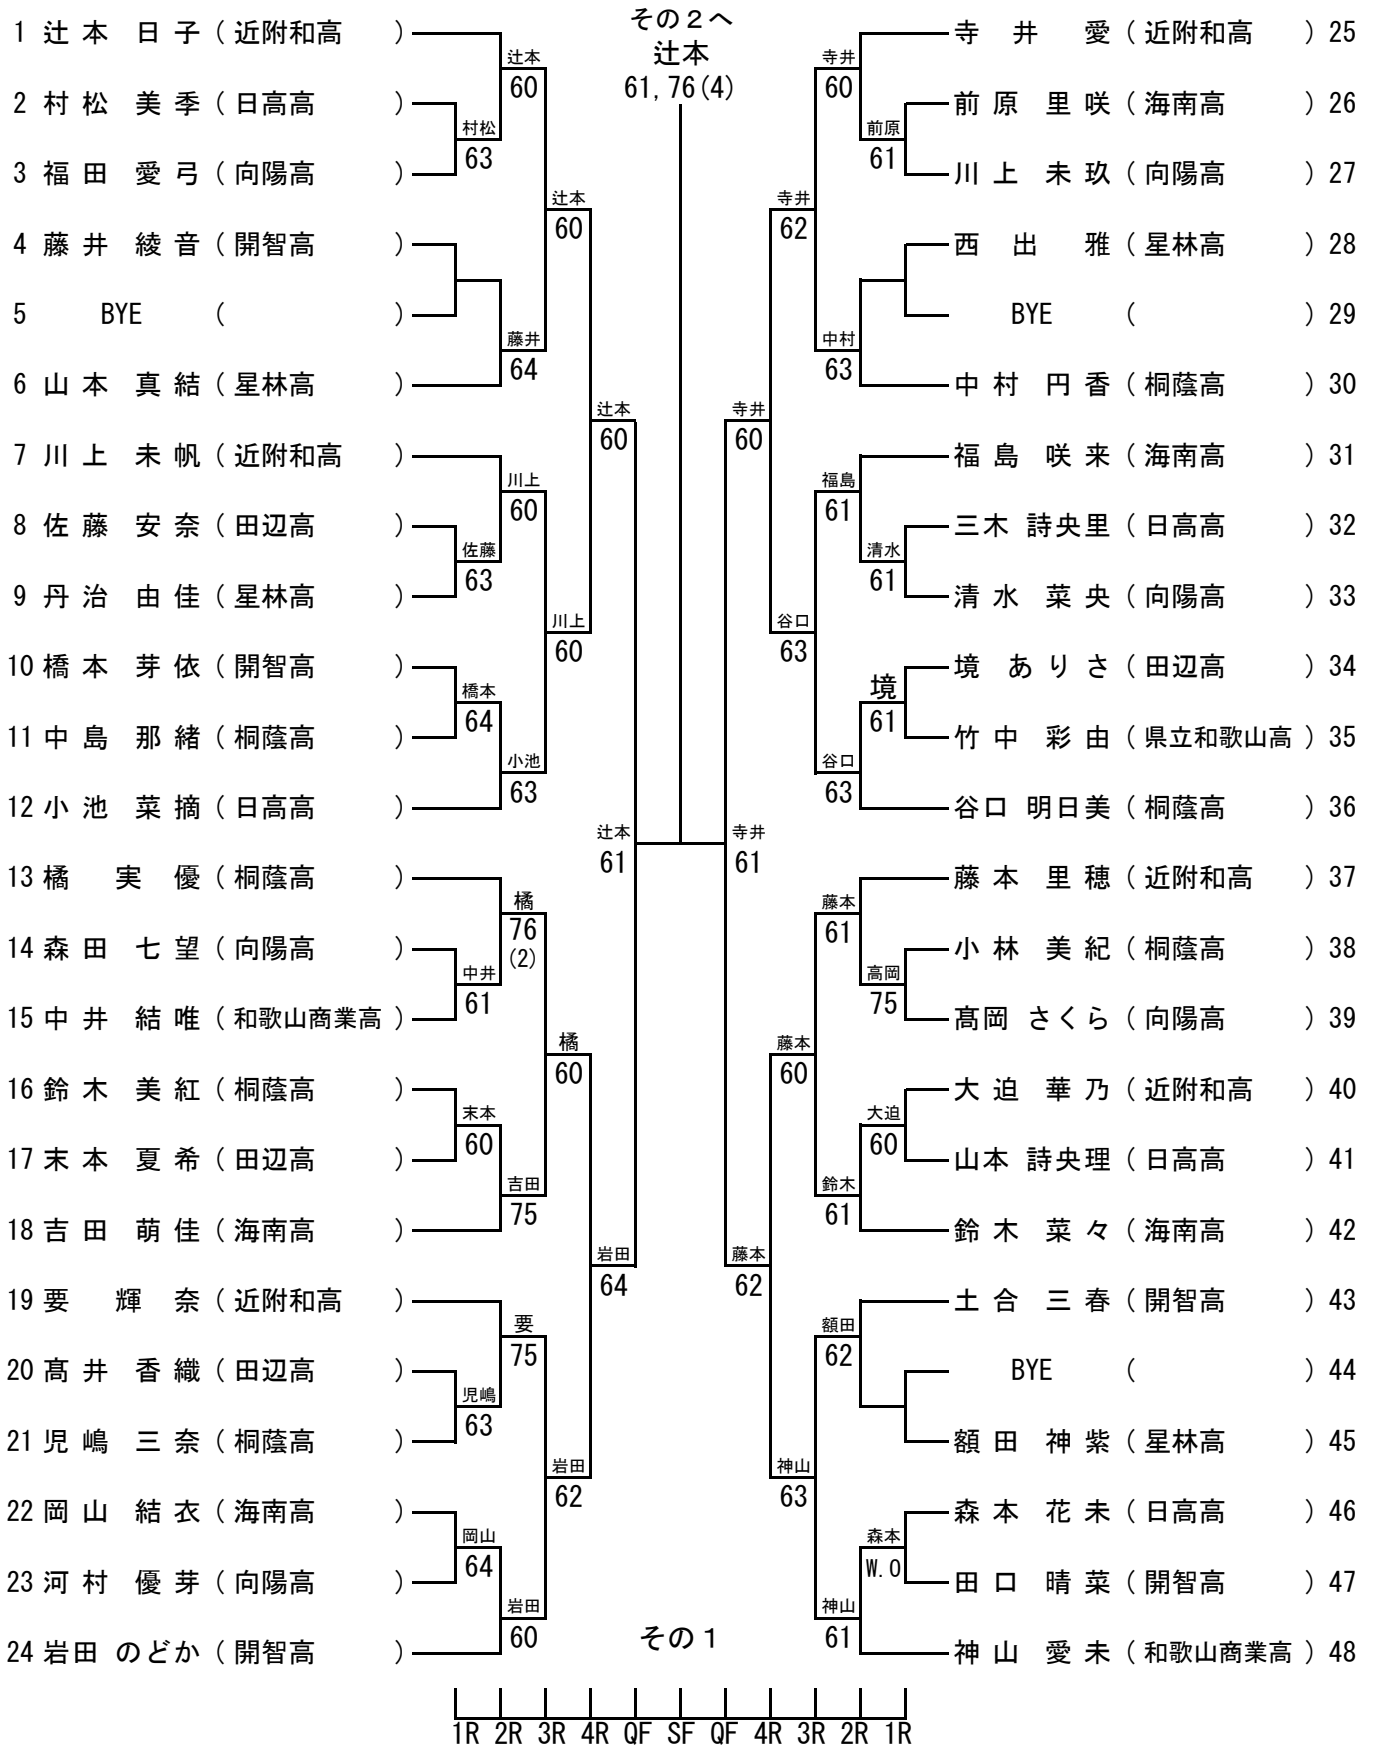 その２へ
辻本
61,76(4)
1 辻本 日子（近附和高）
2 村松 美季（日高高）
3 福田 愛弓（向陽高）
4 藤井 綾音（開智高）
5 BYE（ ）
6 山本 真結（星林高）
7 川上 未帆（近附和高）
8 佐藤 安奈（田辺高）
9 丹治 由佳（星林高）
10 橋本 芽依（開智高）
11 中島 那緒（桐蔭高）
12 小池 菜摘（日高高）
13 橘 実優（桐蔭高）
14 森田 七望（向陽高）
15 中井 結唯（和歌山商業高）
16 鈴木 美紅（桐蔭高）
17 末本 夏希（田辺高）
18 吉田 萌佳（海南高）
19 要 輝奈（近附和高）
20 髙井 香織（田辺高）
21 児嶋 三奈（桐蔭高）
22 岡山 結衣（海南高）
23 河村 優芽（向陽高）
24 岩田 のどか（開智高）
村松
63
佐藤
63
橋本
64
中井
61
末本
60
児嶋
63
岡山
64
辻本
60
藤井
64
川上
60
小池
63
橘
76
(2)
吉田
75
要
75
岩田
60
辻本
60
川上
60
橘
60
岩田
62
辻本
60
岩田
64
辻本
61
寺井
61
寺井
60
藤本
62
寺井
62
谷口
63
藤本
60
神山
63
寺井
60
中村
63
福島
61
谷口
63
藤本
61
鈴木
61
額田
62
神山
61
前原
61
清水
61
境
61
高岡
75
大迫
60
森本
W.O
寺井 愛（近附和高）25
前原 里咲（海南高）26
川上 未玖（向陽高）27
西出 雅（星林高）28
BYE（ ）29
中村 円香（桐蔭高）30
福島 咲来（海南高）31
三木 詩央里（日高高）32
清水 菜央（向陽高）33
境 ありさ（田辺高）34
竹中 彩由（県立和歌山高）35
谷口 明日美（桐蔭高）36
藤本 里穂（近附和高）37
小林 美紀（桐蔭高）38
髙岡 さくら（向陽高）39
大迫 華乃（近附和高）40
山本 詩央理（日高高）41
鈴木 菜々（海南高）42
土合 三春（開智高）43
BYE（ ）44
額田 神紫（星林高）45
森本 花未（日高高）46
田口 晴菜（開智高）47
神山 愛未（和歌山商業高）48
その１
1R 2R 3R 4R QF SF QF 4R 3R 2R 1R